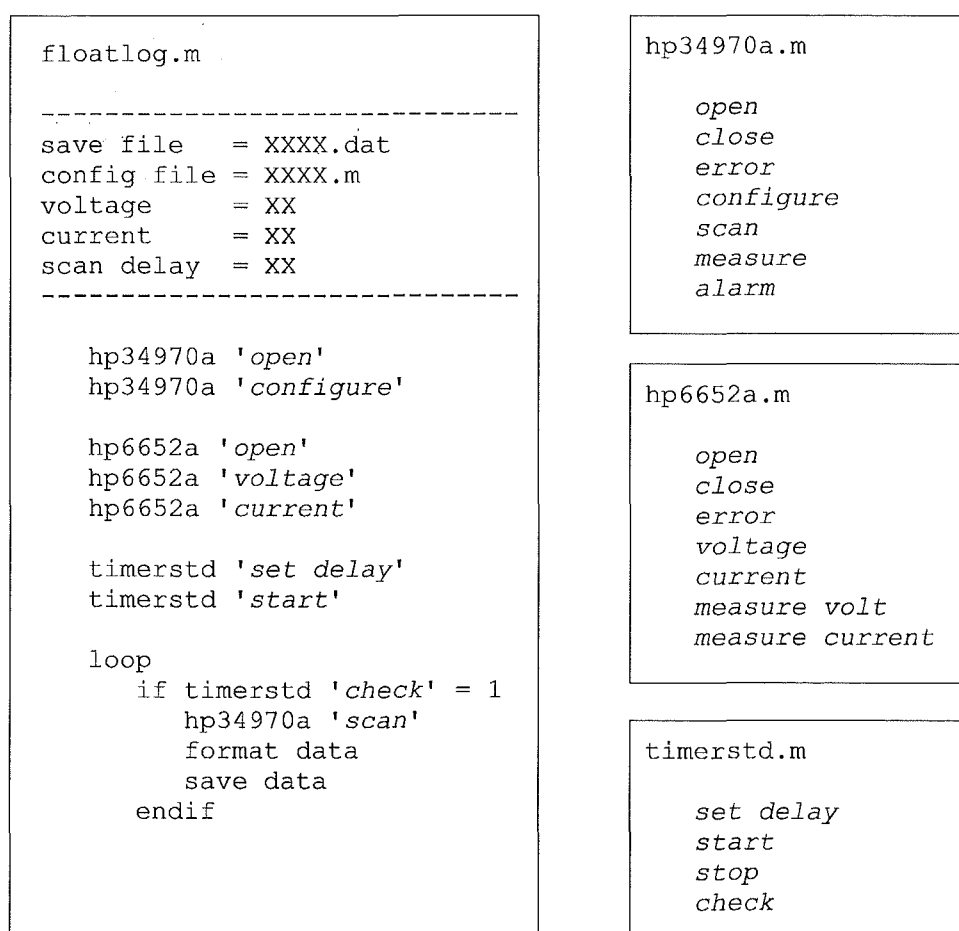 floatlog.m
------------------------------
save file = XXXX.dat
config file = XXXX.m
voltage = XX
current = XX
scan delay = XX
------------------------------
hp34970a 'open'
hp34970a 'configure'
hp6652a 'open'
hp6652a 'voltage'
hp6652a 'current'
timerstd 'set delay'
timerstd 'start'
loop
if timerstd 'check' = 1
hp34970a 'scan'
format data
save data
endif
hp34970a.m
open
close
error
configure
scan
measure
alarm
hp6652a.m
open
close
error
voltage
current
measure volt
measure current
timerstd.m
set delay
start
stop
check